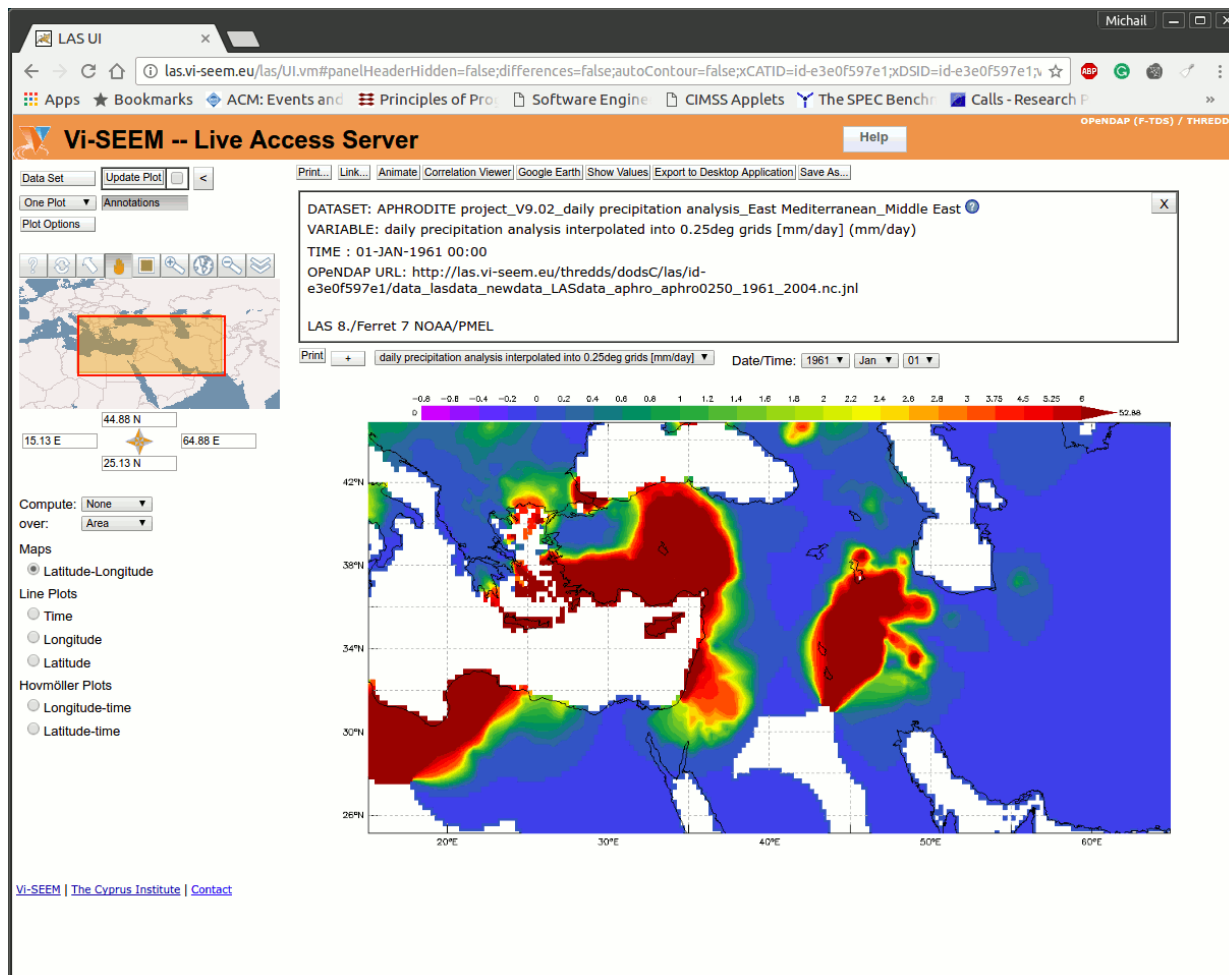 Michail
LAS UI
las.vi-seem.eu/las/UI.vm#panelHeaderHidden=false;differences=false;autoContour=false;xCATID=id-e3e0f597e1;xDSID=id-e3e0f597e1;
ABP
Apps Bookmarks ACM: Events and Principles of Pro Software Engine CIMSS Applets The SPEC Benchm Calls - Research P »
OPeNDAP (F-TDS) / THREDD
Vi-SEEM -- Live Access Server Help
Data Set Update Plot <
One Plot Annotations
Plot Options
Print... Link... Animate Correlation Viewer Google Earth Show Values Export to Desktop Application Save As...
DATASET: APHRODITE project_V9.02_daily precipitation analysis_East Mediterranean_Middle East ? X
VARIABLE: daily precipitation analysis interpolated into 0.25deg grids [mm/day] (mm/day)
TIME : 01-JAN-1961 00:00
OPeNDAP URL: http://las.vi-seem.eu/thredds/dodsC/las/id-
e3e0f597e1/data_lasdata_newdata_LASdata_aphro_aphro0250_1961_2004.nc.jnl
LAS 8./Ferret 7 NOAA/PMEL
Print + daily precipitation analysis interpolated into 0.25deg grids [mm/day] Date/Time: 1961 Jan 01
44.88 N
15.13 E 64.88 E
25.13 N
Compute: None
over: Area
Maps
Latitude-Longitude
Line Plots
Time
Longitude
Latitude
Hovmöller Plots
Longitude-time
Latitude-time
-0.4 -0.2 0 0.2 0.4 0.6 0.8 1 1.2 1.4 1.6 1.8 2 2.2 2.4 2.6 2.8 3 3.75 4.5 5.25 6
0 52.88
42°N
38°N
34°N
30°N
26°N
20°E 30°E 40°E 50°E 60°E
Vi-SEEM | The Cyprus Institute | Contact